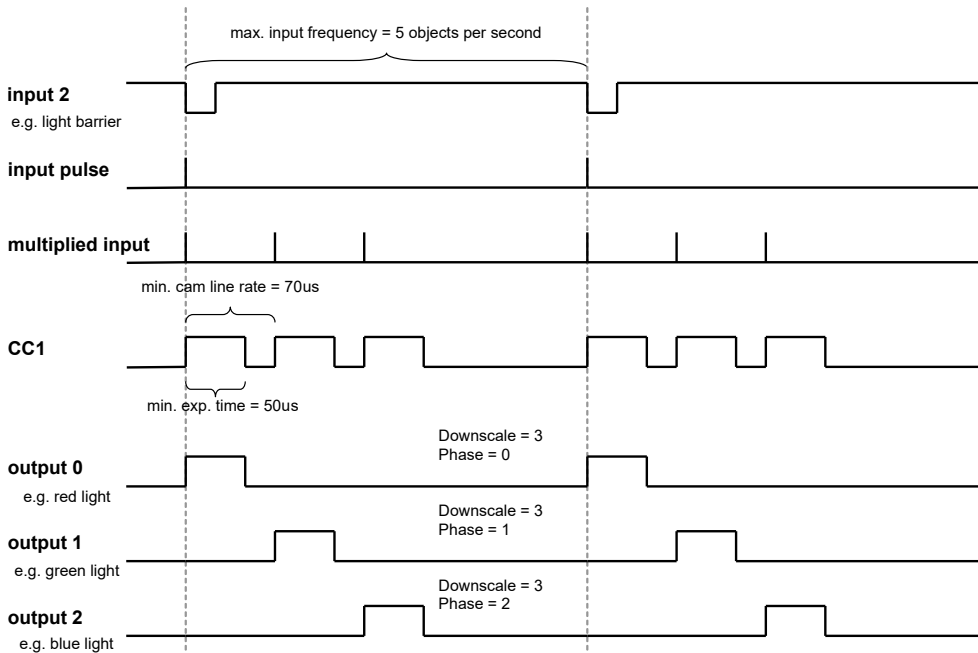 max. input frequency = 5 objects per second
input 2
e.g. light barrier
input pulse
multiplied input
min. cam line rate = 70us
CC1
min. exp. time = 50us
Downscale = 3
Phase = 0
output 0
e.g. red light
Downscale = 3
Phase = 1
output 1
e.g. green light
Downscale = 3
Phase = 2
output 2
e.g. blue light